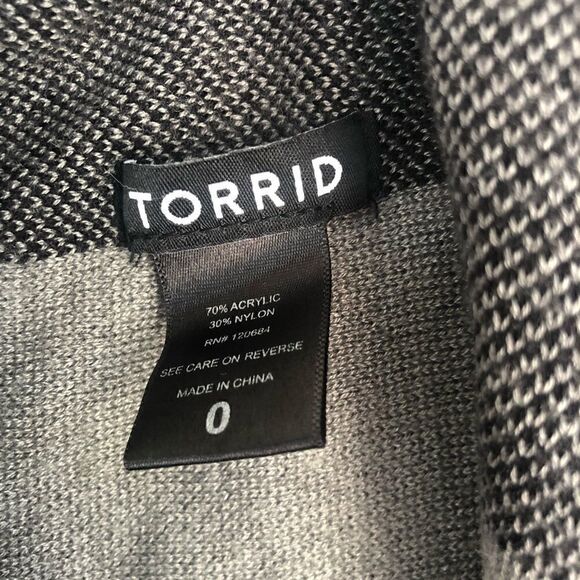 TORRID
70% ACRYLIC
30% NYLON
RN# 120684
SEE CARE ON REVERSE
MADE IN CHINA
0